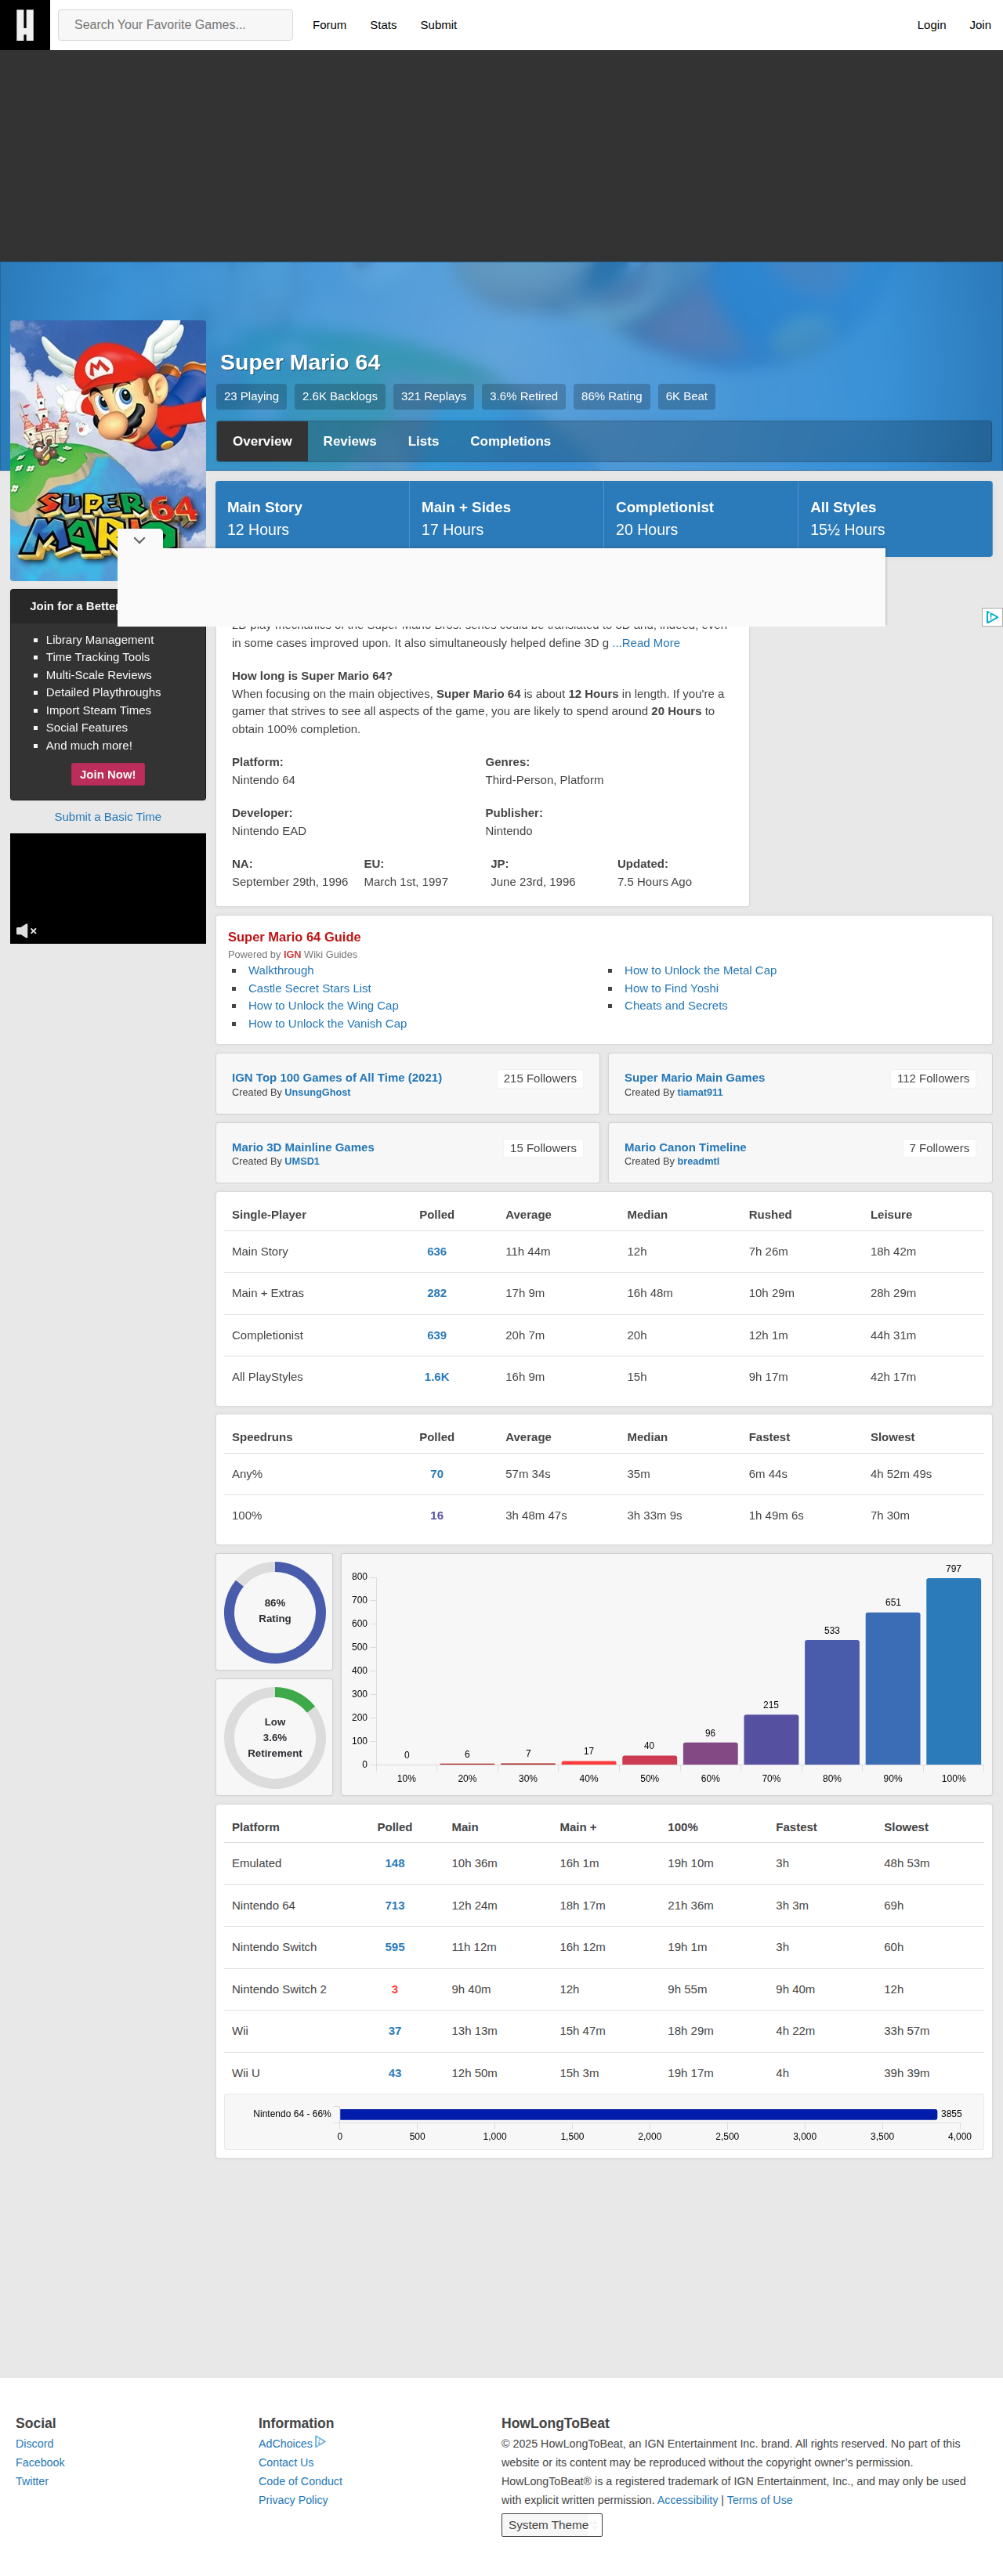 Search Your Favorite Games...
Forum
Stats
Submit
Login
Join
Super Mario 64
23 Playing
2.6K Backlogs
321 Replays
3.6% Retired
86% Rating
6K Beat
Overview
Reviews
Lists
Completions
SUPER
MARIO 64
Main Story
12 Hours
Main + Sides
17 Hours
Completionist
20 Hours
All Styles
15½ Hours
Join for a Better
Library Management
Time Tracking Tools
Multi-Scale Reviews
Detailed Playthroughs
Import Steam Times
Social Features
And much more!
Join Now!
Submit a Basic Time
2D play mechanics of the Super Mario Bros. series could be translated to 3D and, indeed, even
in some cases improved upon. It also simultaneously helped define 3D g ...Read More
How long is Super Mario 64?
When focusing on the main objectives, Super Mario 64 is about 12 Hours in length. If you're a
gamer that strives to see all aspects of the game, you are likely to spend around 20 Hours to
obtain 100% completion.
Platform:
Nintendo 64
Genres:
Third-Person, Platform
Developer:
Nintendo EAD
Publisher:
Nintendo
NA:
September 29th, 1996
EU:
March 1st, 1997
JP:
June 23rd, 1996
Updated:
7.5 Hours Ago
Super Mario 64 Guide
Powered by IGN Wiki Guides
Walkthrough
Castle Secret Stars List
How to Unlock the Wing Cap
How to Unlock the Vanish Cap
How to Unlock the Metal Cap
How to Find Yoshi
Cheats and Secrets
IGN Top 100 Games of All Time (2021)
Created By UnsungGhost
215 Followers
Super Mario Main Games
Created By tiamat911
112 Followers
Mario 3D Mainline Games
Created By UMSD1
15 Followers
Mario Canon Timeline
Created By breadmtl
7 Followers
Single-Player Polled Average Median Rushed Leisure
Main Story 636 11h 44m 12h 7h 26m 18h 42m
Main + Extras 282 17h 9m 16h 48m 10h 29m 28h 29m
Completionist 639 20h 7m 20h 12h 1m 44h 31m
All PlayStyles 1.6K 16h 9m 15h 9h 17m 42h 17m
Speedruns Polled Average Median Fastest Slowest
Any% 70 57m 34s 35m 6m 44s 4h 52m 49s
100% 16 3h 48m 47s 3h 33m 9s 1h 49m 6s 7h 30m
86%
Rating
Low
3.6%
Retirement
800
700
600
500
400
300
200
100
0
0 6 7 17 40 96 215 533 651 797
10% 20% 30% 40% 50% 60% 70% 80% 90% 100%
Platform Polled Main Main + 100% Fastest Slowest
Emulated 148 10h 36m 16h 1m 19h 10m 3h 48h 53m
Nintendo 64 713 12h 24m 18h 17m 21h 36m 3h 3m 69h
Nintendo Switch 595 11h 12m 16h 12m 19h 1m 3h 60h
Nintendo Switch 2 3 9h 40m 12h 9h 55m 9h 40m 12h
Wii 37 13h 13m 15h 47m 18h 29m 4h 22m 33h 57m
Wii U 43 12h 50m 15h 3m 19h 17m 4h 39h 39m
Nintendo 64 - 66% 3855
0 500 1,000 1,500 2,000 2,500 3,000 3,500 4,000
Social
Discord
Facebook
Twitter
Information
AdChoices
Contact Us
Code of Conduct
Privacy Policy
HowLongToBeat
© 2025 HowLongToBeat, an IGN Entertainment Inc. brand. All rights reserved. No part of this
website or its content may be reproduced without the copyright owner’s permission.
HowLongToBeat® is a registered trademark of IGN Entertainment, Inc., and may only be used
with explicit written permission. Accessibility | Terms of Use
System Theme